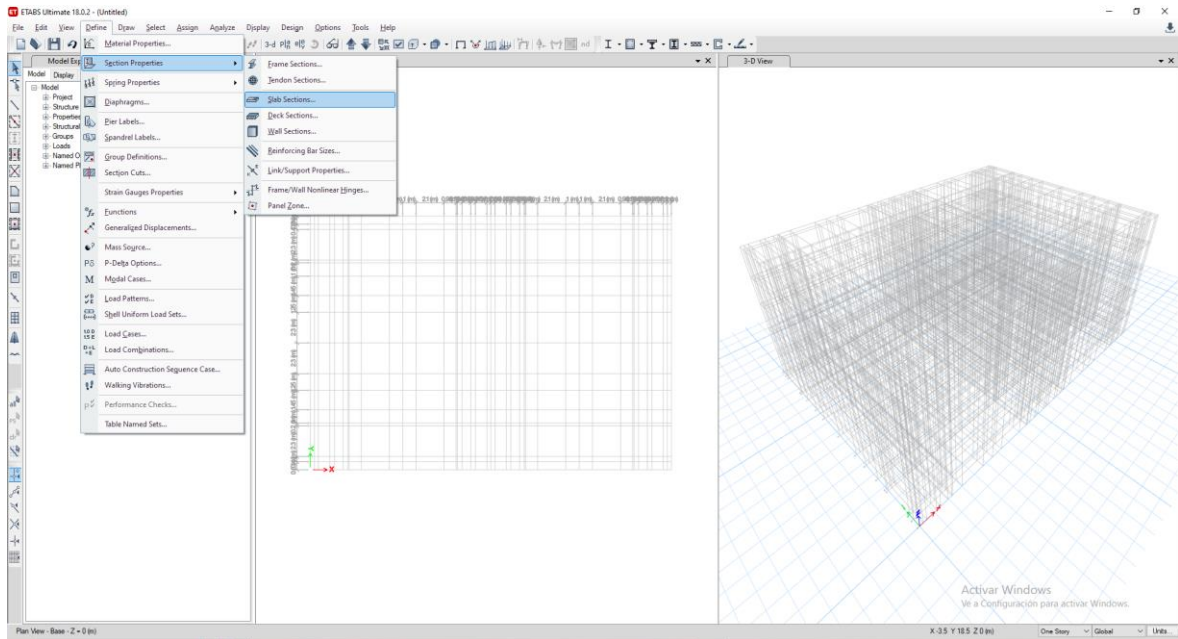 ETABS Ultimate 18.0.2 - (Untitled)
File Edit View Define Draw Select Assign Analyze Display Design Options Tools Help
3-d
nd
Model
Display
Model
Project
Structure
Properties
Structural
Groups
Loads
Named
Named
Material Properties...
Section Properties
Spring Properties
Diaphragms...
Pier Labels...
Spandrel Labels...
Group Definitions...
Section Cuts...
Strain Gauges Properties
Functions
Generalized Displacements...
Mass Source...
P-Delta Options...
Modal Cases...
Load Patterns...
Shell Uniform Load Sets...
Load Cases...
Load Combinations...
Auto Construction Sequence Case...
Walking Vibrations...
Performance Checks...
Table Named Sets...
Frame Sections...
Tendon Sections...
Slab Sections...
Deck Sections...
Wall Sections...
Reinforcing Bar Sizes...
Link/Support Properties...
Frame/Wall Nonlinear Hinges...
Panel Zone...
3-D View
Y
X
Activar Windows
Ve a Configuración para activar Windows.
Plan View - Base - Z = 0 (m)
X -3.5 Y 18.5 Z 0 (m)
One Story
Global
Units...